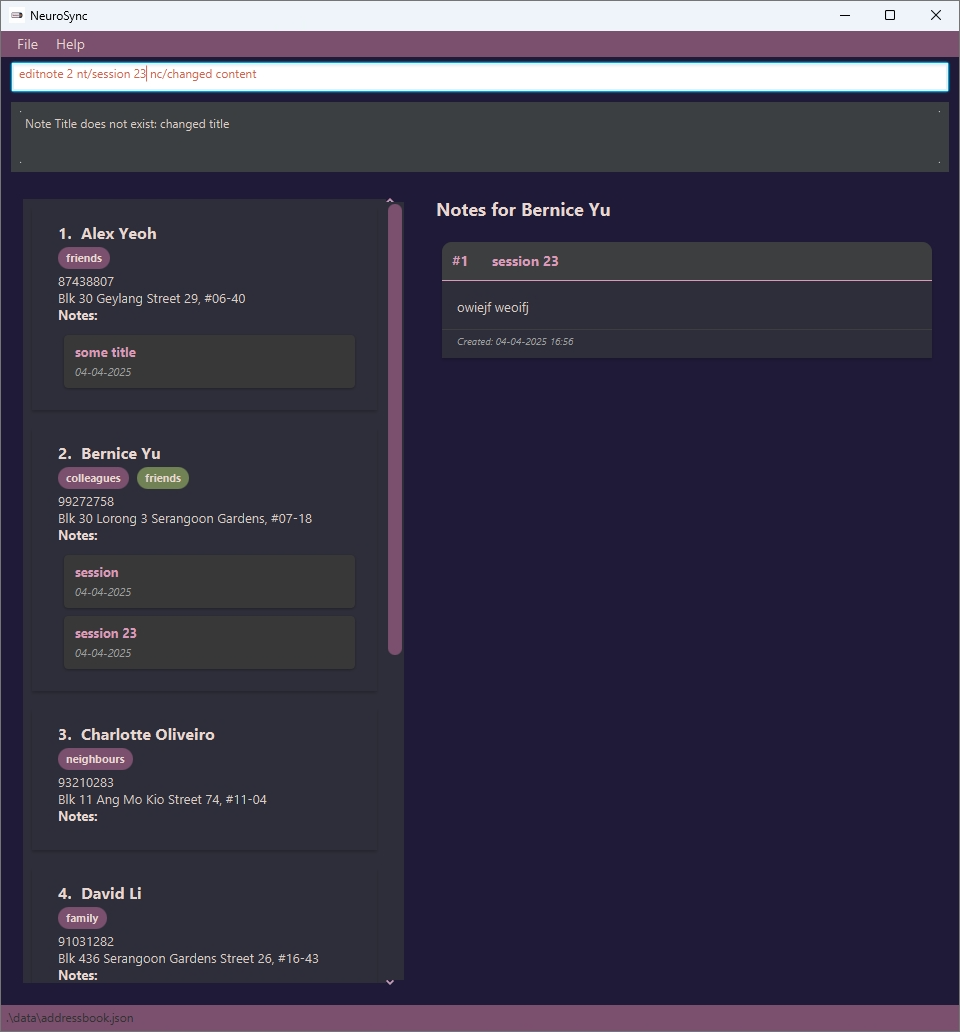 NeuroSync
File Help
editnote 2 nt/session 23 nc/changed content
Note Title does not exist: changed title
1. Alex Yeoh
friends
87438807
Blk 30 Geylang Street 29, #06-40
Notes:
some title
04-04-2025
2. Bernice Yu
colleagues friends
99272758
Blk 30 Lorong 3 Serangoon Gardens, #07-18
Notes:
session
04-04-2025
session 23
04-04-2025
3. Charlotte Oliveiro
neighbours
93210283
Blk 11 Ang Mo Kio Street 74, #11-04
Notes:
4. David Li
family
91031282
Blk 436 Serangoon Gardens Street 26, #16-43
Notes:
Notes for Bernice Yu
#1 session 23
owiejf weoifj
Created: 04-04-2025 16:56
.\data\addressbook.json